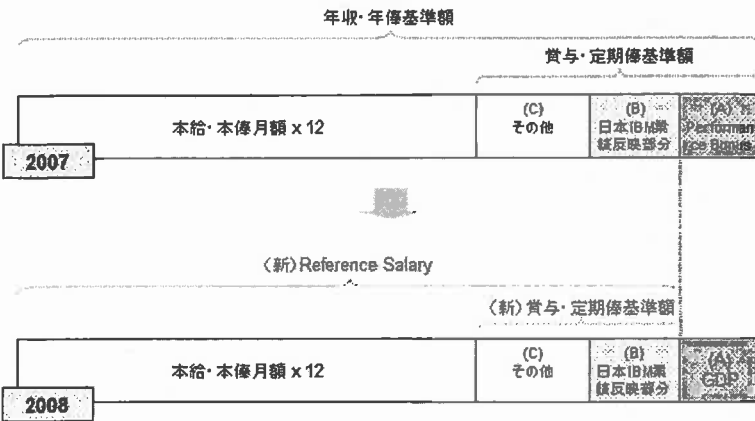 年収・年俸基準額
賞与・定期俸基準額
本給・本俸月額 x 12
(C)
その他
(B)
日本IBM業
績反映部分
(A)
Performan
ce Bonus
2007
〈新〉Reference Salary
〈新〉賞与・定期俸基準額
本給・本俸月額 x 12
(C)
その他
(B)
日本IBM業
績反映部分
(A)
GDP
2008